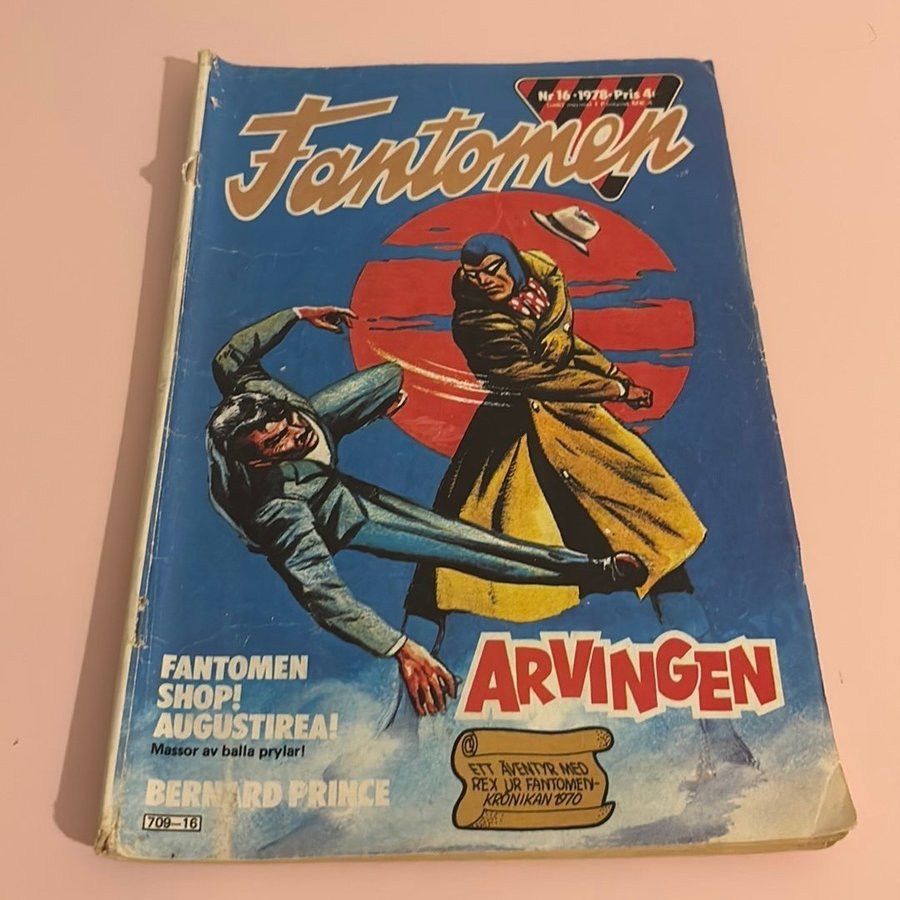 Nr 16·1978·Pris 4:
Fantomen
ARVINGEN
FANTOMEN
SHOP!
AUGUSTIREA!
Massor av balla prylar!
BERNARD PRINCE
709—16
ETT ÄVENTYR MED
REX UR FANTOMEN-
KRÖNIKAN 1970